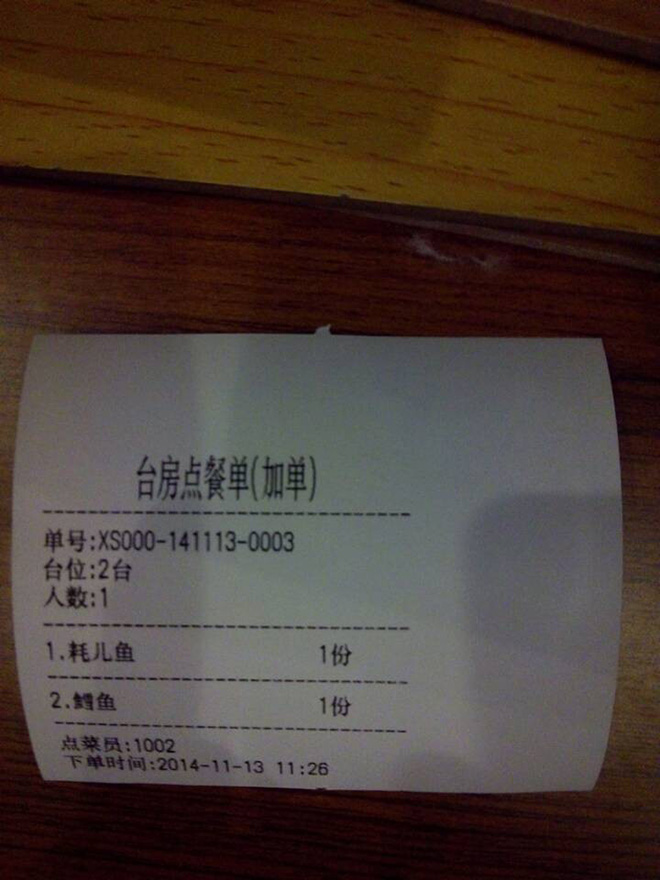 台房点餐单(加单)
单号:XS000-141113-0003
台位:2台
人数:1
1.耗儿鱼 1份
2.鳕鱼 1份
点菜员:1002
下单时间:2014-11-13 11:26